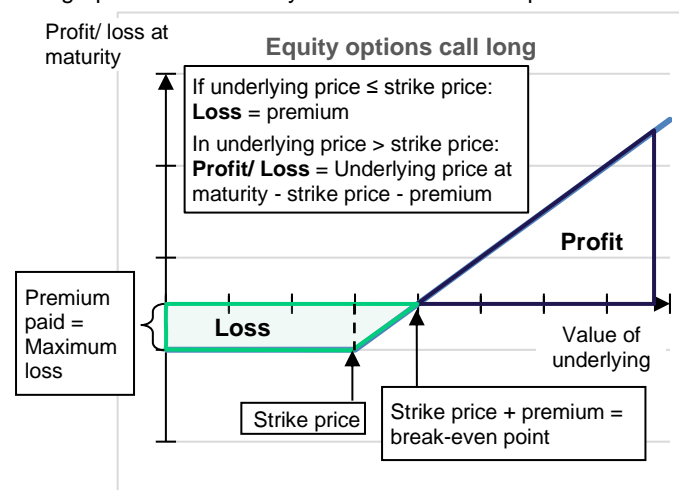 Profit/ loss at
maturity
Equity options call long
If underlying price ≤ strike price:
Loss = premium
In underlying price > strike price:
Profit/ Loss = Underlying price at
maturity - strike price - premium
Profit
Premium
paid =
Maximum
loss
Loss
Value of
underlying
Strike price
Strike price + premium =
break-even point